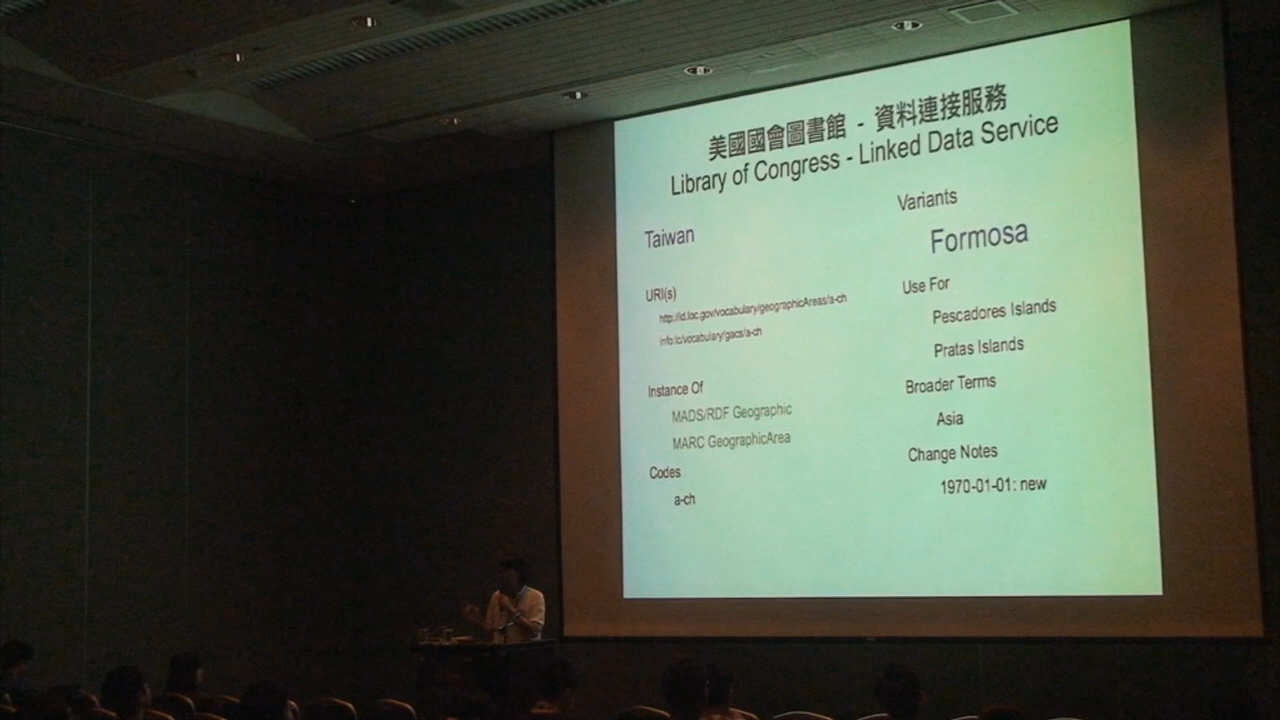 美國國會圖書館 - 資料連接服務
Library of Congress - Linked Data Service
Taiwan
URI(s)
http://id.loc.gov/vocabulary/geographicAreas/a-ch
info:lc/vocabulary/gacs/a-ch
Instance Of
MADS/RDF Geographic
MARC GeographicArea
Codes
a-ch
Variants
Formosa
Use For
Pescadores Islands
Pratas Islands
Broader Terms
Asia
Change Notes
1970-01-01: new